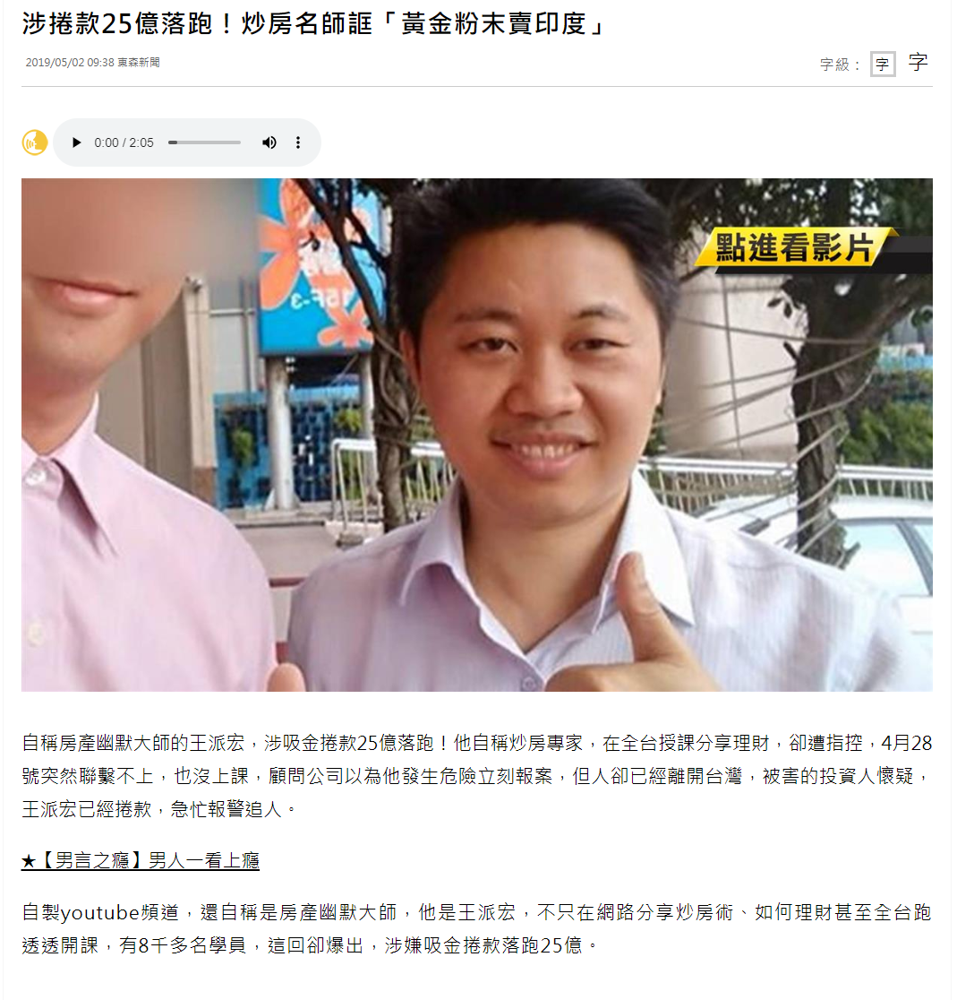 涉捲款25億落跑！炒房名師誆「黃金粉末賣印度」
2019/05/02 09:38 東森新聞
字級： 字 字
0:00 / 2:05
點進看影片
自稱房產幽默大師的王派宏，涉吸金捲款25億落跑！他自稱炒房專家，在全台授課分享理財，卻遭指控，4月28
號突然聯繫不上，也沒上課，顧問公司以為他發生危險立刻報案，但人卻已經離開台灣，被害的投資人懷疑，
王派宏已經捲款，急忙報警追人。
★【男言之癮】男人一看上癮
自製youtube頻道，還自稱是房產幽默大師，他是王派宏，不只在網路分享炒房術、如何理財甚至全台跑
透透開課，有8千多名學員，這回卻爆出，涉嫌吸金捲款落跑25億。